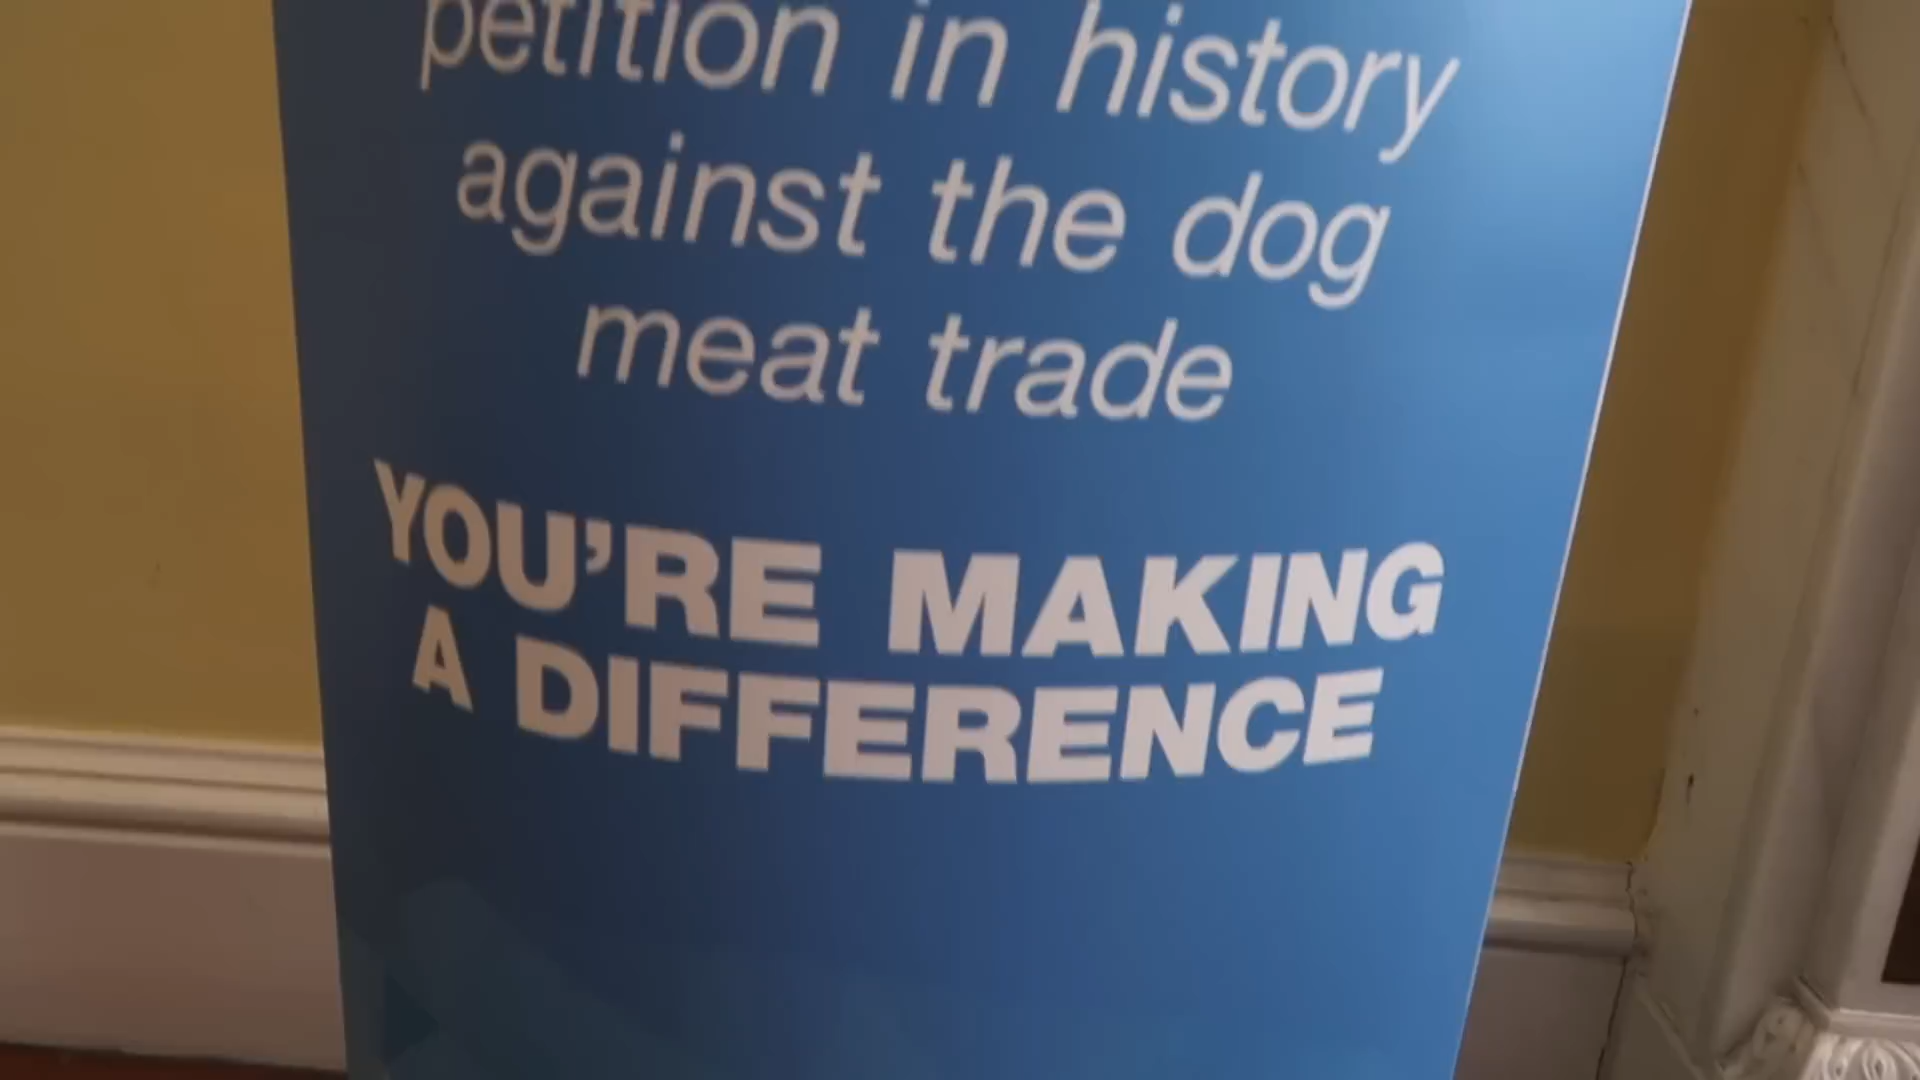 petition in history
against the dog
meat trade
YOU'RE MAKING
A DIFFERENCE